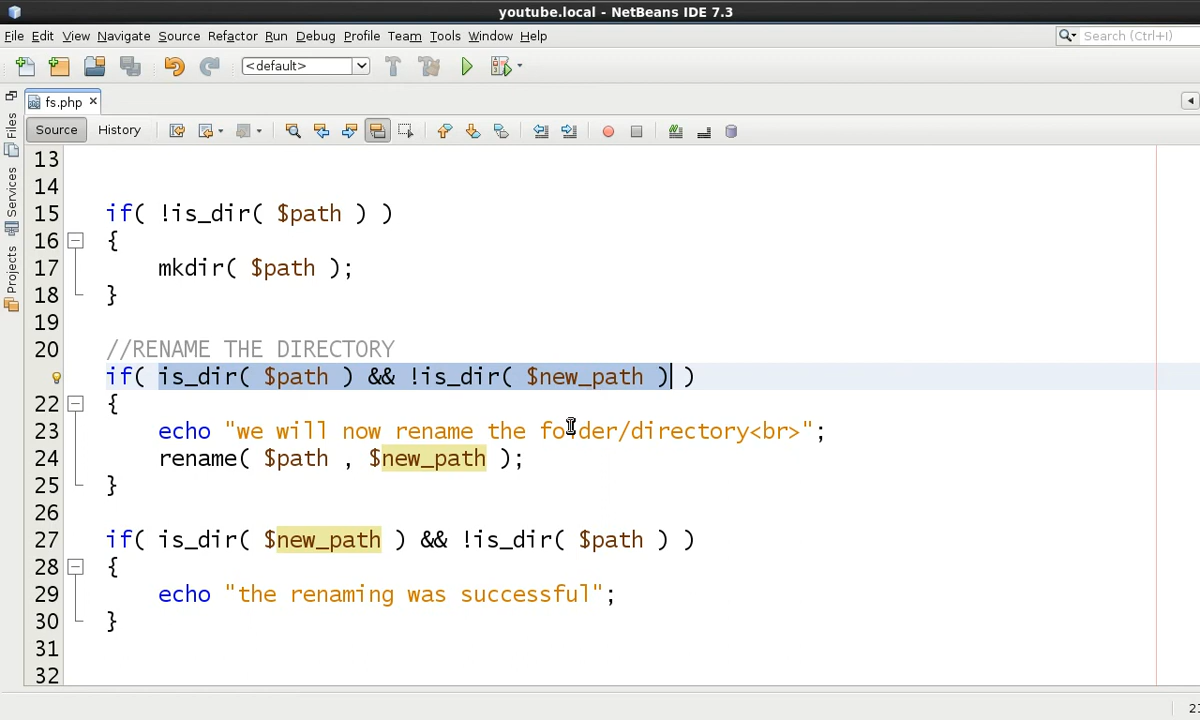 youtube.local - NetBeans IDE 7.3
File Edit View Navigate Source Refactor Run Debug Profile Team Tools Window Help
Search (Ctrl+I)
<default>
fs.php
Source History
Files
Services
Projects
13
14
15 if( !is_dir( $path ) )
16 {
17 mkdir( $path );
18 }
19
20 //RENAME THE DIRECTORY
if( is_dir( $path ) && !is_dir( $new_path ) )
22 {
23 echo "we will now rename the folder/directory<br>";
24 rename( $path , $new_path );
25 }
26
27 if( is_dir( $new_path ) && !is_dir( $path ) )
28 {
29 echo "the renaming was successful";
30 }
31
32